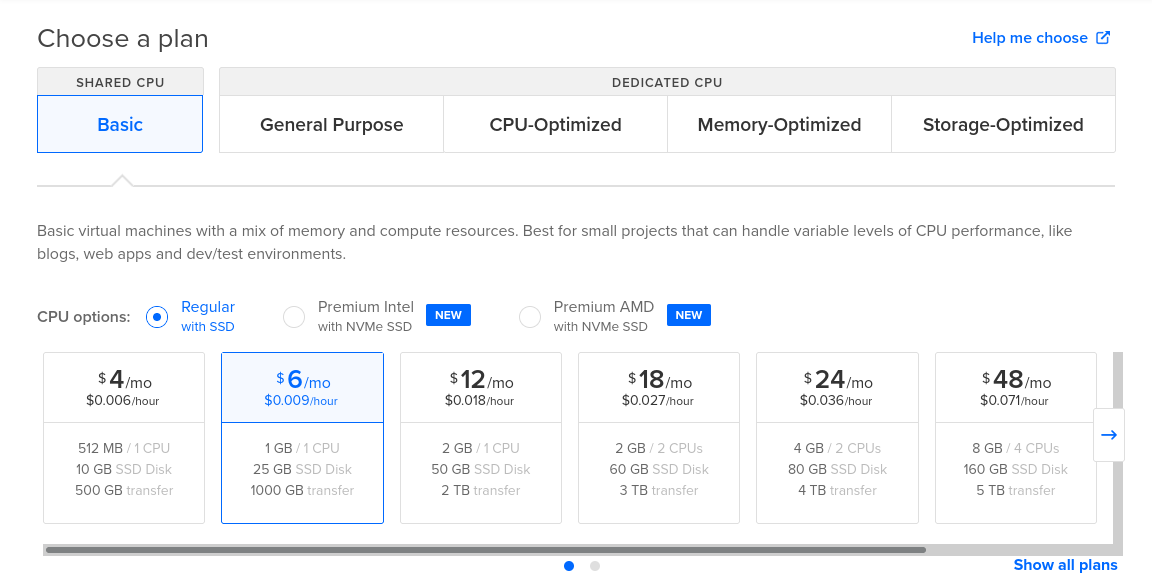 Choose a plan
Help me choose
SHARED CPU
DEDICATED CPU
Basic
General Purpose
CPU-Optimized
Memory-Optimized
Storage-Optimized
Basic virtual machines with a mix of memory and compute resources. Best for small projects that can handle variable levels of CPU performance, like
blogs, web apps and dev/test environments.
CPU options:
Regular
with SSD
Premium Intel
with NVMe SSD
NEW
Premium AMD
with NVMe SSD
NEW
$4/mo
$0.006/hour
512 MB / 1 CPU
10 GB SSD Disk
500 GB transfer
$6/mo
$0.009/hour
1 GB / 1 CPU
25 GB SSD Disk
1000 GB transfer
$12/mo
$0.018/hour
2 GB / 1 CPU
50 GB SSD Disk
2 TB transfer
$18/mo
$0.027/hour
2 GB / 2 CPUs
60 GB SSD Disk
3 TB transfer
$24/mo
$0.036/hour
4 GB / 2 CPUs
80 GB SSD Disk
4 TB transfer
$48/mo
$0.071/hour
8 GB / 4 CPUs
160 GB SSD Disk
5 TB transfer
Show all plans